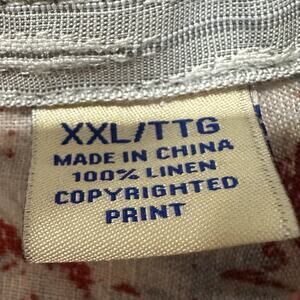 XXL/TTG
MADE IN CHINA
100% LINEN
COPYRIGHTED
PRINT